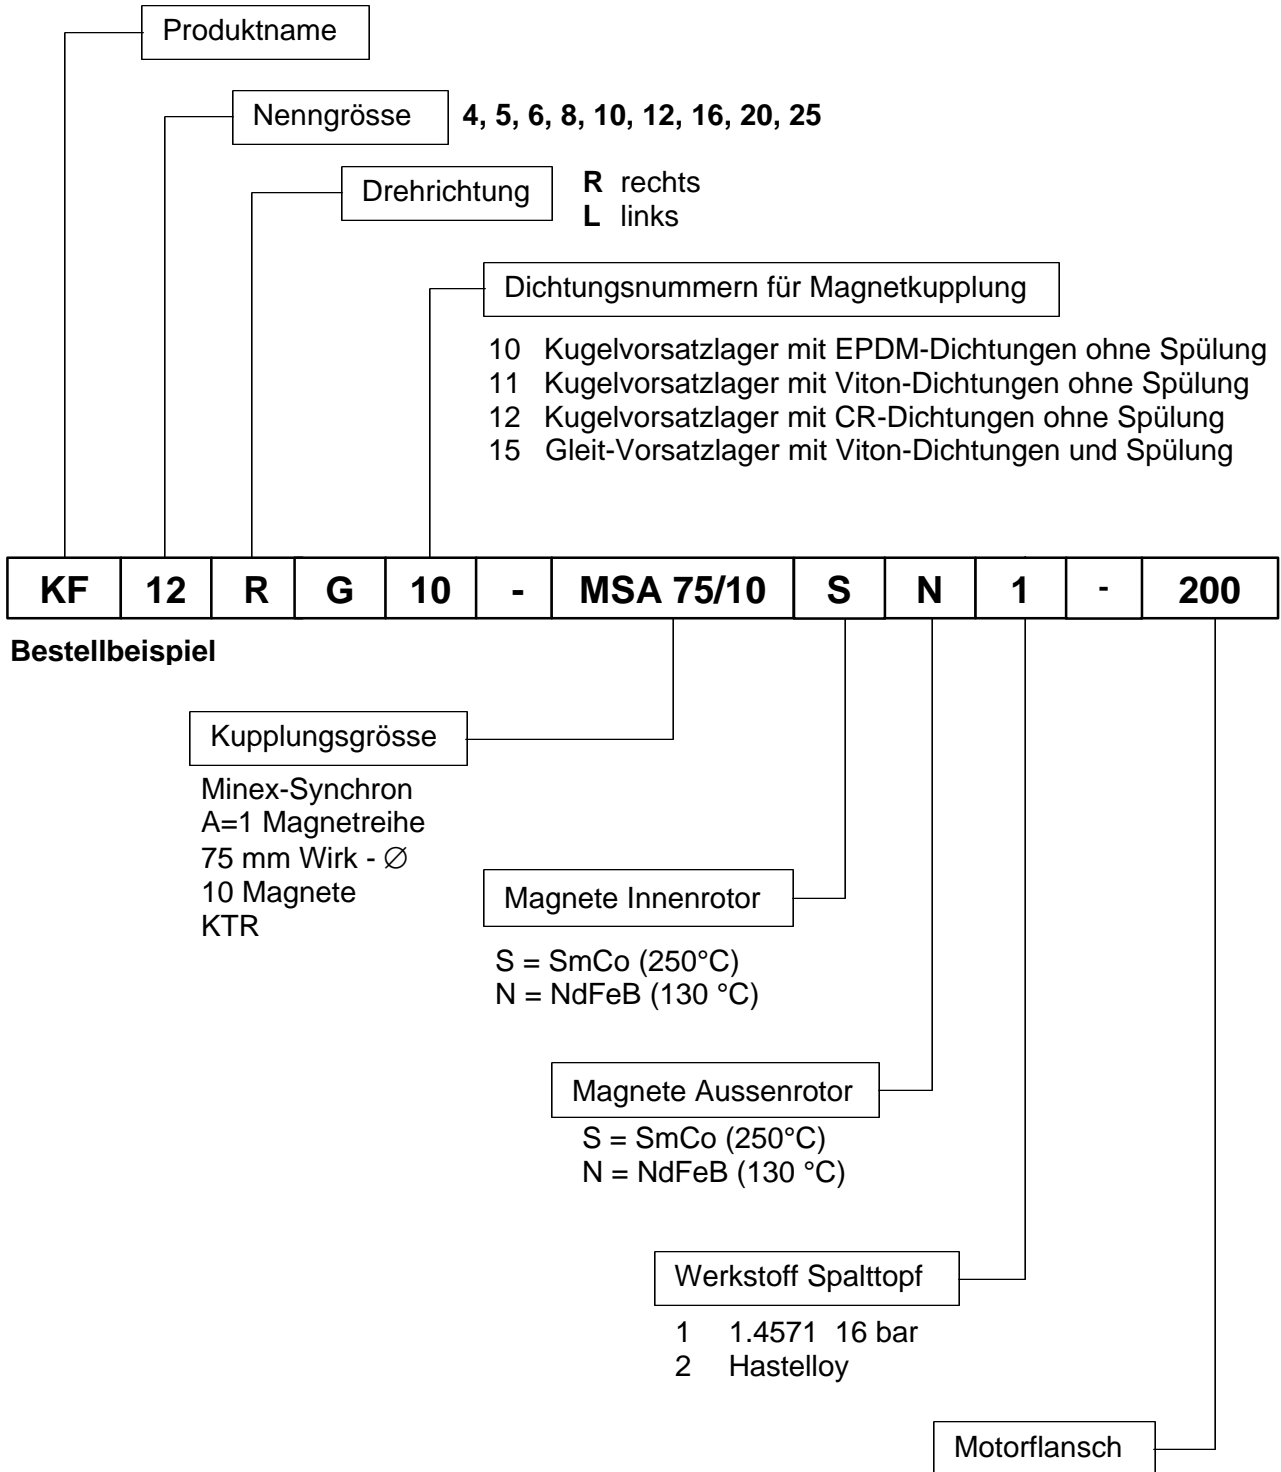 Produktname
Nenngrösse 4, 5, 6, 8, 10, 12, 16, 20, 25
Drehrichtung R rechts
L links
Dichtungsnummern für Magnetkupplung
10 Kugelvorsatzlager mit EPDM-Dichtungen ohne Spülung
11 Kugelvorsatzlager mit Viton-Dichtungen ohne Spülung
12 Kugelvorsatzlager mit CR-Dichtungen ohne Spülung
15 Gleit-Vorsatzlager mit Viton-Dichtungen und Spülung
KF 12 R G 10 - MSA 75/10 S N 1 - 200
Bestellbeispiel
Kupplungsgrösse
Minex-Synchron
A=1 Magnetreihe
75 mm Wirk - ∅
10 Magnete
KTR
Magnete Innenrotor
S = SmCo (250°C)
N = NdFeB (130 °C)
Magnete Aussenrotor
S = SmCo (250°C)
N = NdFeB (130 °C)
Werkstoff Spalttopf
1 1.4571 16 bar
2 Hastelloy
Motorflansch